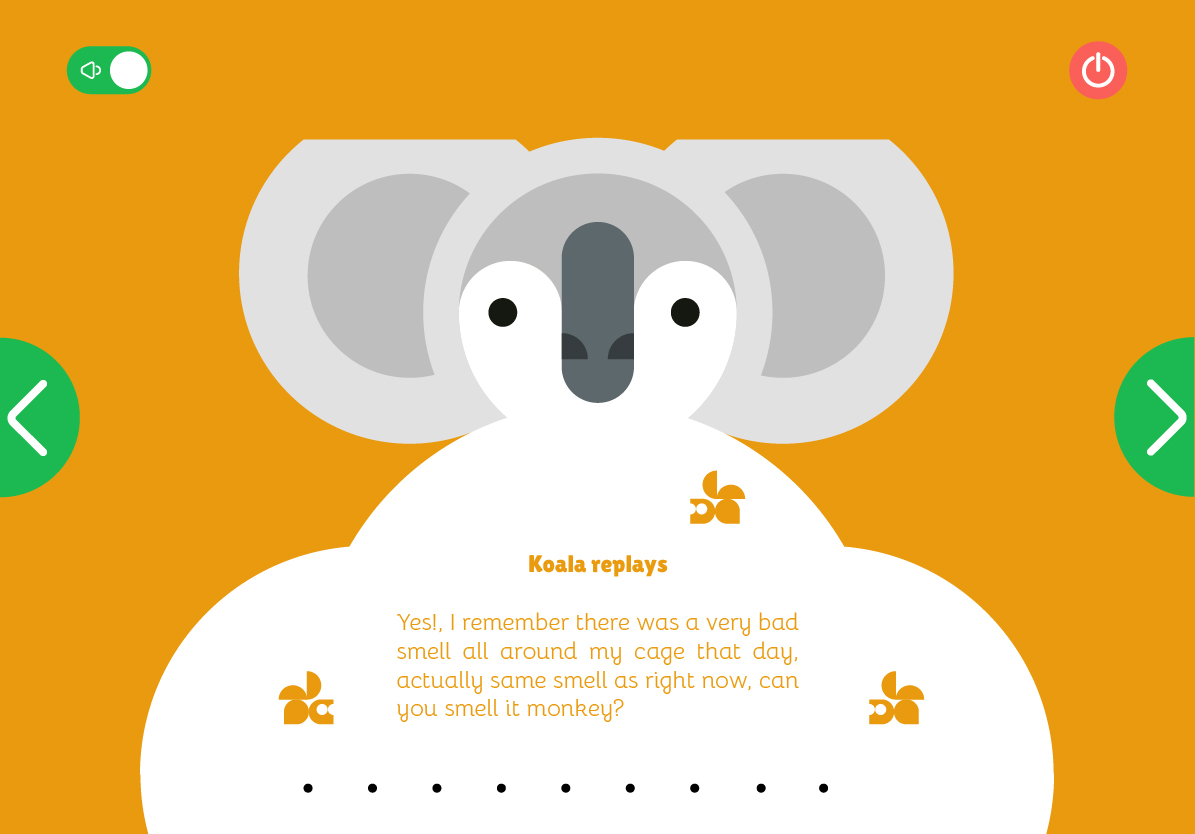 Koala replays
Yes!, I remember there was a very bad
smell all around my cage that day,
actually same smell as right now, can
you smell it monkey?